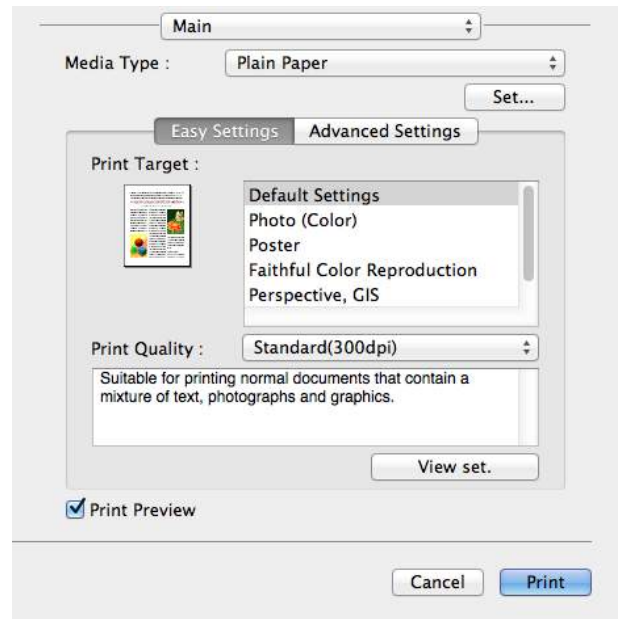 Main
Media Type : Plain Paper
Set...
Easy Settings Advanced Settings
Print Target :
Default Settings
Photo (Color)
Poster
Faithful Color Reproduction
Perspective, GIS
Print Quality : Standard(300dpi)
Suitable for printing normal documents that contain a
mixture of text, photographs and graphics.
View set.
Print Preview
Cancel Print